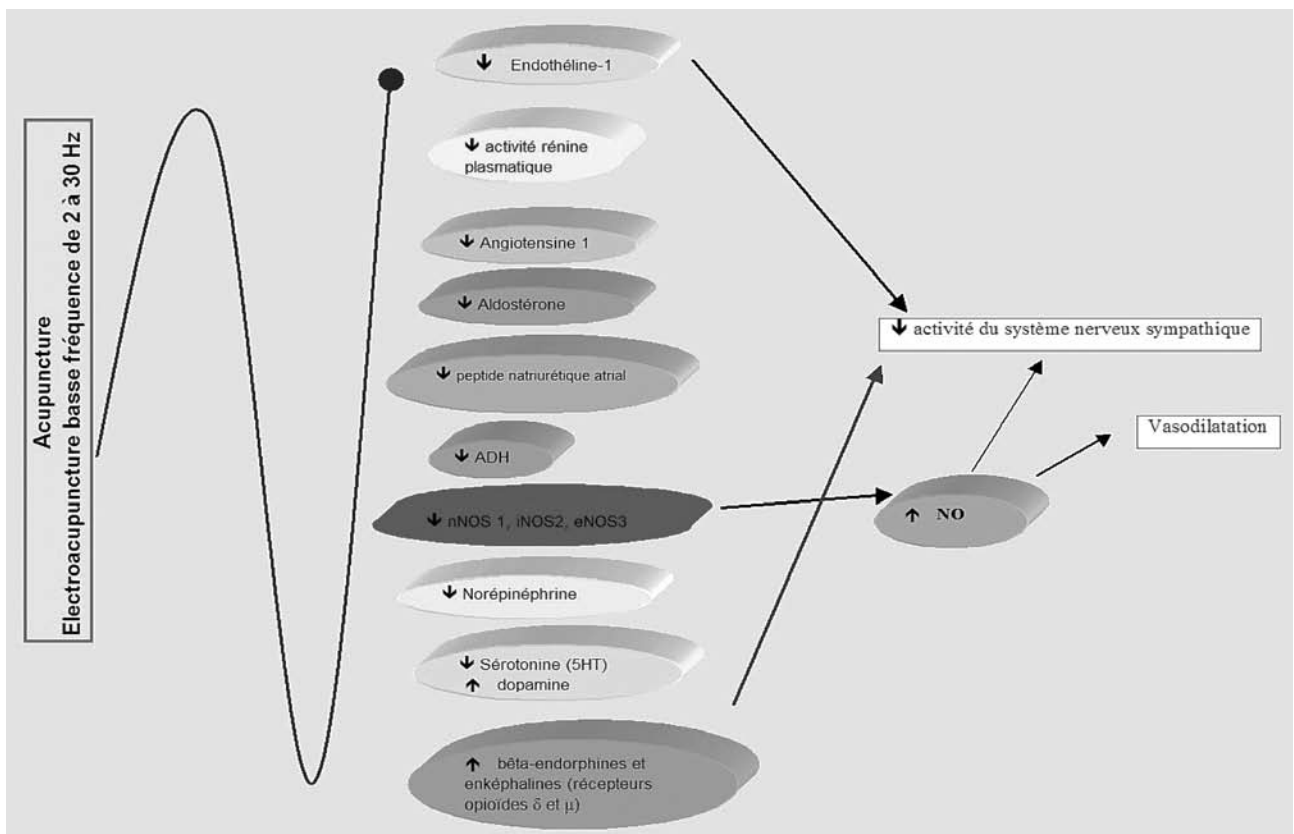 Acupuncture
Electroacupuncture basse fréquence de 2 à 30 Hz
↓ Endothéline-1
↓ activité rénine
plasmatique
↓ Angiotensine 1
↓ Aldostérone
↓ peptide natriurétique atrial
↓ ADH
↓ nNOS 1, iNOS2, eNOS3
↓ Norépinéphrine
↓ Sérotonine (5HT)
↑ dopamine
↑ bêta-endorphines et
enképhalines (récepteurs
opioïdes δ et μ)
↓ activité du système nerveux sympathique
Vasodilatation
↑ NO